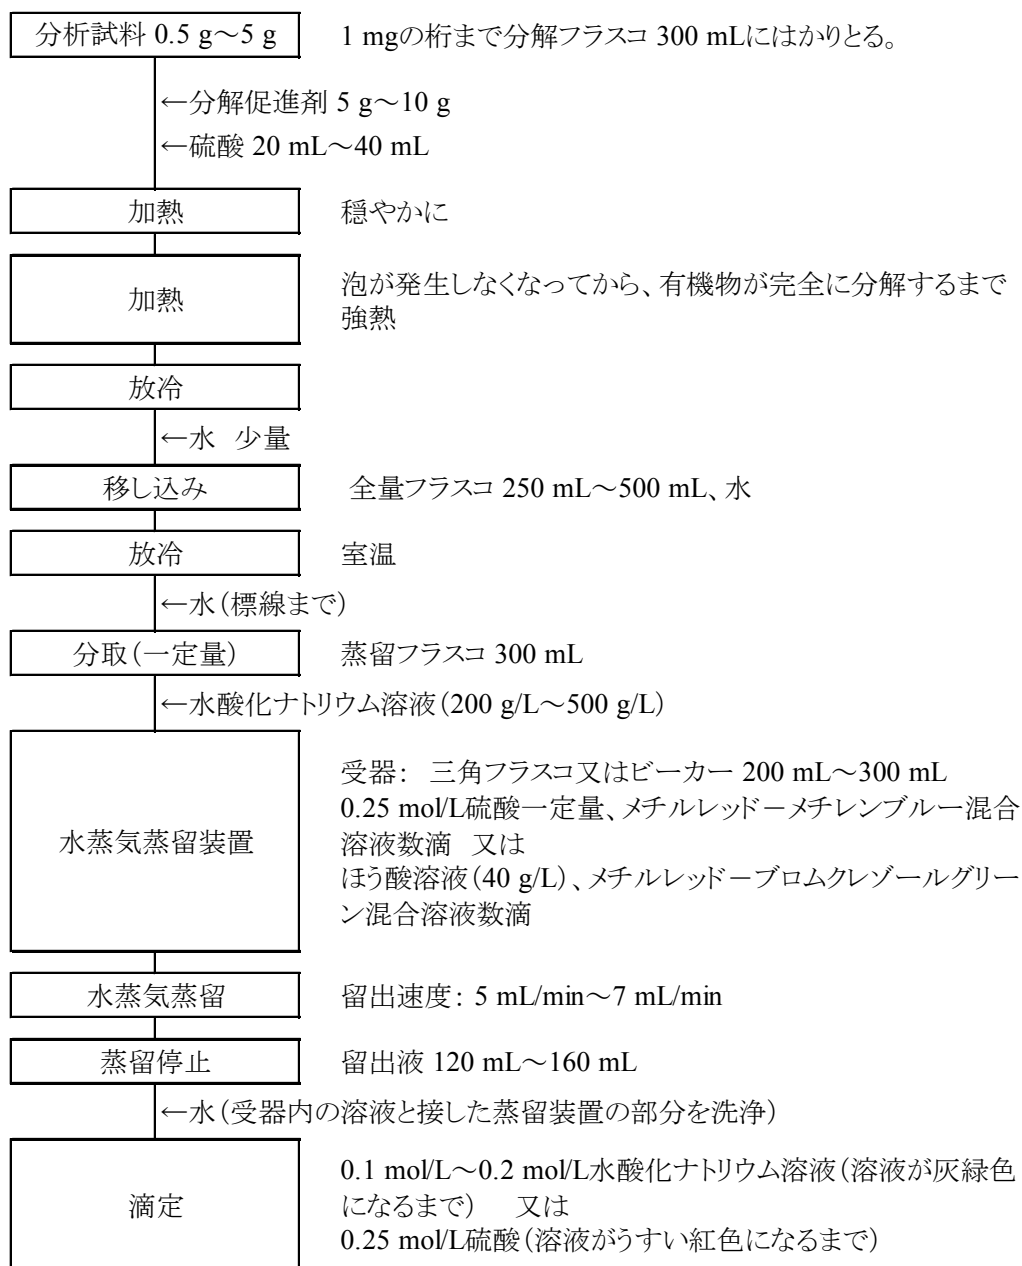 分析試料 0.5 g～5 g
1 mgの桁まで分解フラスコ 300 mLにはかりとる。
←分解促進剤 5 g～10 g
←硫酸 20 mL～40 mL
加熱
穏やかに
加熱
泡が発生しなくなってから、有機物が完全に分解するまで
強熱
放冷
←水　少量
移し込み
全量フラスコ 250 mL～500 mL、水
放冷
室温
←水（標線まで）
分取（一定量）
蒸留フラスコ 300 mL
←水酸化ナトリウム溶液（200 g/L～500 g/L）
水蒸気蒸留装置
受器：　三角フラスコ又はビーカー 200 mL～300 mL
0.25 mol/L硫酸一定量、メチルレッド－メチレンブルー混合
溶液数滴　又は
ほう酸溶液（40 g/L）、メチルレッド－ブロムクレゾールグリー
ン混合溶液数滴
水蒸気蒸留
留出速度：5 mL/min～7 mL/min
蒸留停止
留出液 120 mL～160 mL
←水（受器内の溶液と接した蒸留装置の部分を洗浄）
滴定
0.1 mol/L～0.2 mol/L水酸化ナトリウム溶液（溶液が灰緑色
になるまで）　又は
0.25 mol/L硫酸（溶液がうすい紅色になるまで）